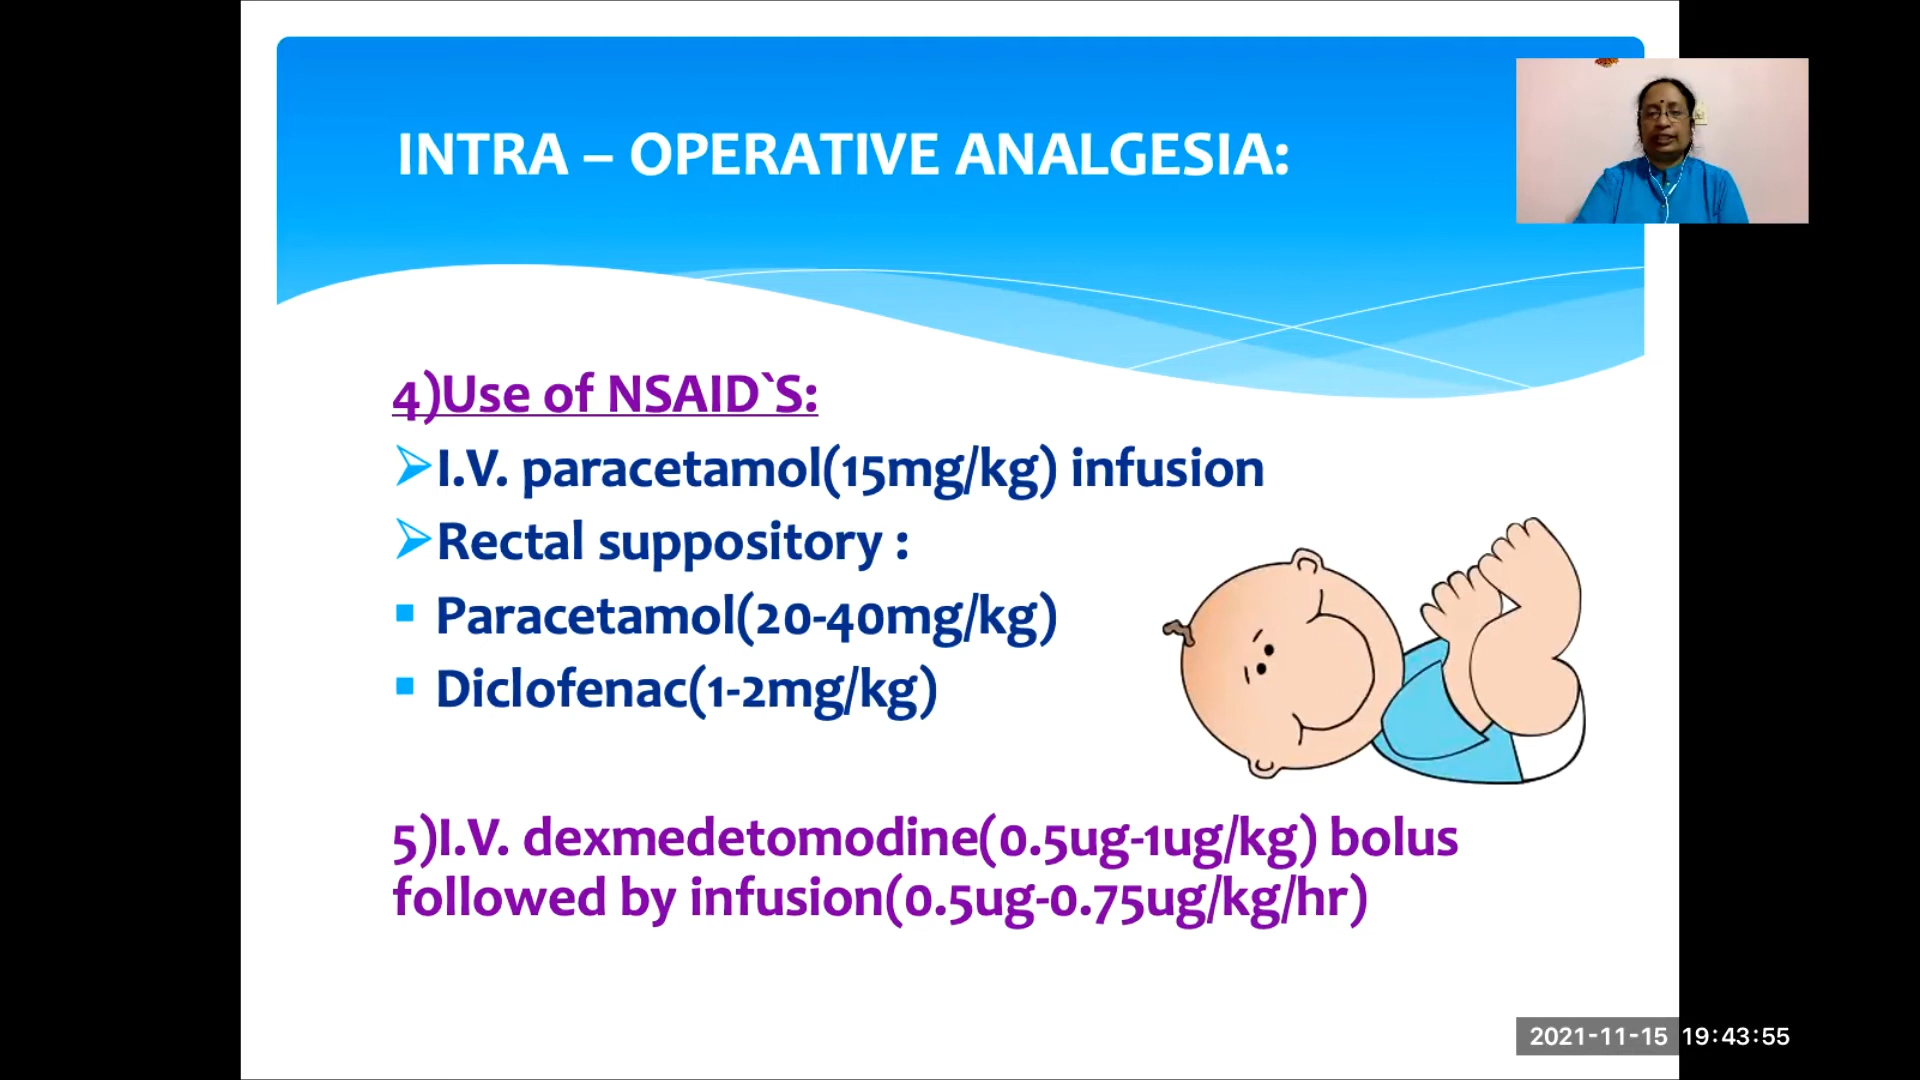 INTRA – OPERATIVE ANALGESIA:
4)Use of NSAID`S:
I.V. paracetamol(15mg/kg) infusion
Rectal suppository :
Paracetamol(20-40mg/kg)
Diclofenac(1-2mg/kg)
5)I.V. dexmedetomodine(0.5ug-1ug/kg) bolus
followed by infusion(0.5ug-0.75ug/kg/hr)
2021-11-15 19:43:55